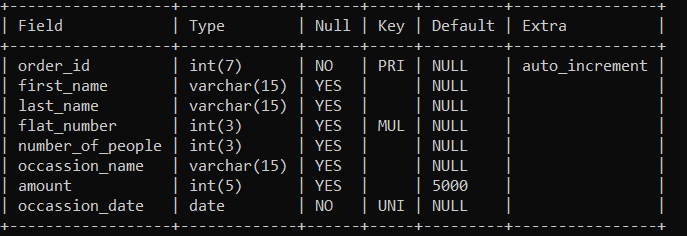 +------------------+-------------+------+-----+---------+----------------+
| Field            | Type        | Null | Key | Default | Extra          |
+------------------+-------------+------+-----+---------+----------------+
| order_id         | int(7)      | NO   | PRI | NULL    | auto_increment |
| first_name       | varchar(15) | YES  |     | NULL    |                |
| last_name        | varchar(15) | YES  |     | NULL    |                |
| flat_number      | int(3)      | YES  | MUL | NULL    |                |
| number_of_people | int(3)      | YES  |     | NULL    |                |
| occassion_name   | varchar(15) | YES  |     | NULL    |                |
| amount           | int(5)      | YES  |     | 5000    |                |
| occassion_date   | date        | NO   | UNI | NULL    |                |
+------------------+-------------+------+-----+---------+----------------+